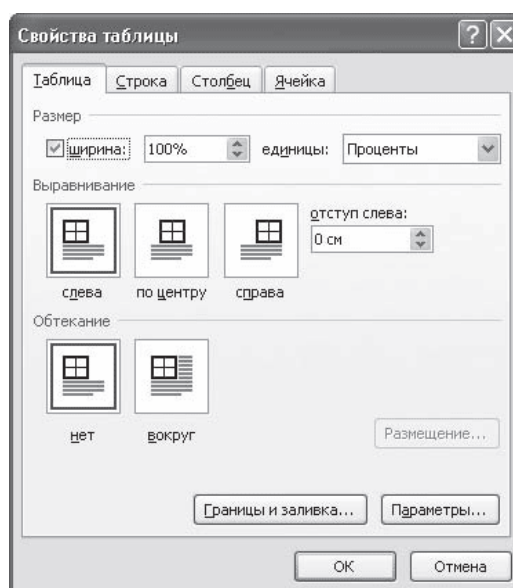 Свойства таблицы
Таблица Строка Столбец Ячейка
Размер
ширина: 100% единицы: Проценты
Выравнивание
отступ слева:
0 см
слева по центру справа
Обтекание
нет вокруг
Размещение...
Границы и заливка... Параметры...
ОК Отмена